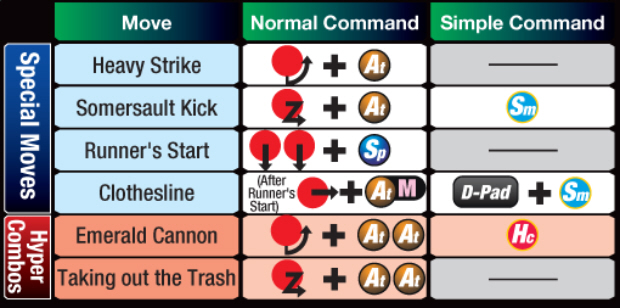 Move Normal Command Simple Command
Special Moves
Heavy Strike + At
Somersault Kick Z + At Sm
Runner's Start + Sp
Clothesline (After Runner's Start) + At M D-Pad + Sm
Hyper Combos
Emerald Cannon + At At Hc
Taking out the Trash Z + At At